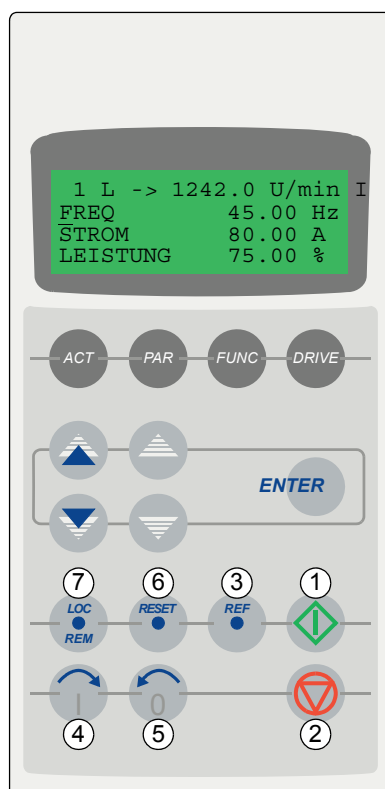 1 L -> 1242.0 U/min I
FREQ 45.00 Hz
STROM 80.00 A
LEISTUNG 75.00 %
ACT PAR FUNC DRIVE
ENTER
7 6 3 1
LOC RESET REF
REM
I 0
4 5 2